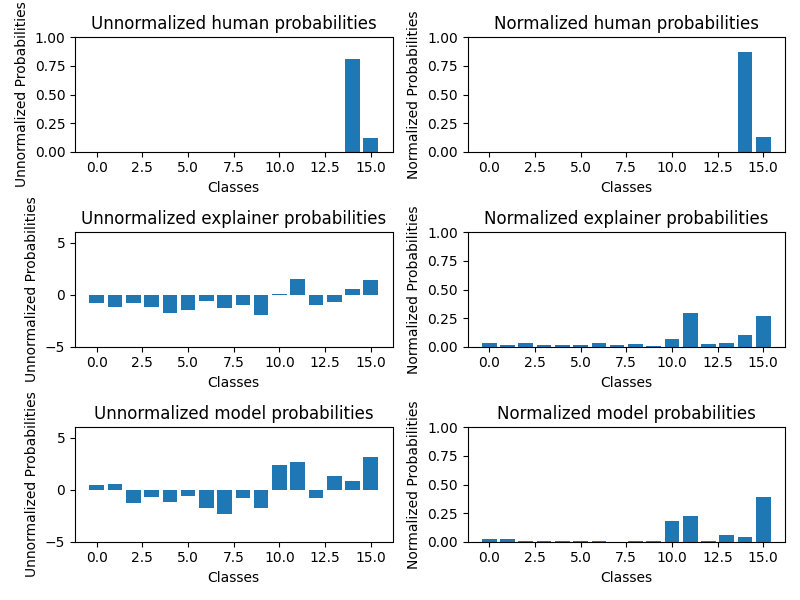 Unnormalized human probabilities
Unnormalized Probabilities
1.00
0.75
0.50
0.25
0.00
0.0 2.5 5.0 7.5 10.0 12.5 15.0
Classes
Normalized human probabilities
Normalized Probabilities
1.00
0.75
0.50
0.25
0.00
0.0 2.5 5.0 7.5 10.0 12.5 15.0
Classes
Unnormalized explainer probabilities
Unnormalized Probabilities
5
0
−5
0.0 2.5 5.0 7.5 10.0 12.5 15.0
Classes
Normalized explainer probabilities
Normalized Probabilities
1.00
0.75
0.50
0.25
0.00
0.0 2.5 5.0 7.5 10.0 12.5 15.0
Classes
Unnormalized model probabilities
Unnormalized Probabilities
5
0
−5
0.0 2.5 5.0 7.5 10.0 12.5 15.0
Classes
Normalized model probabilities
Normalized Probabilities
1.00
0.75
0.50
0.25
0.00
0.0 2.5 5.0 7.5 10.0 12.5 15.0
Classes